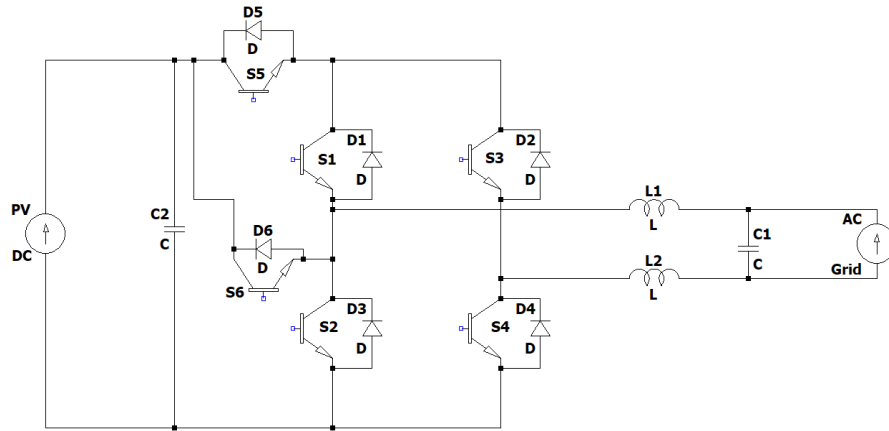 D5
D
S5
D1
S1
D
D2
S3
D
PV
DC
C2
C
D6
D
S6
L1
L
AC
C1
C
L2
L
Grid
D3
S2
D
D4
S4
D